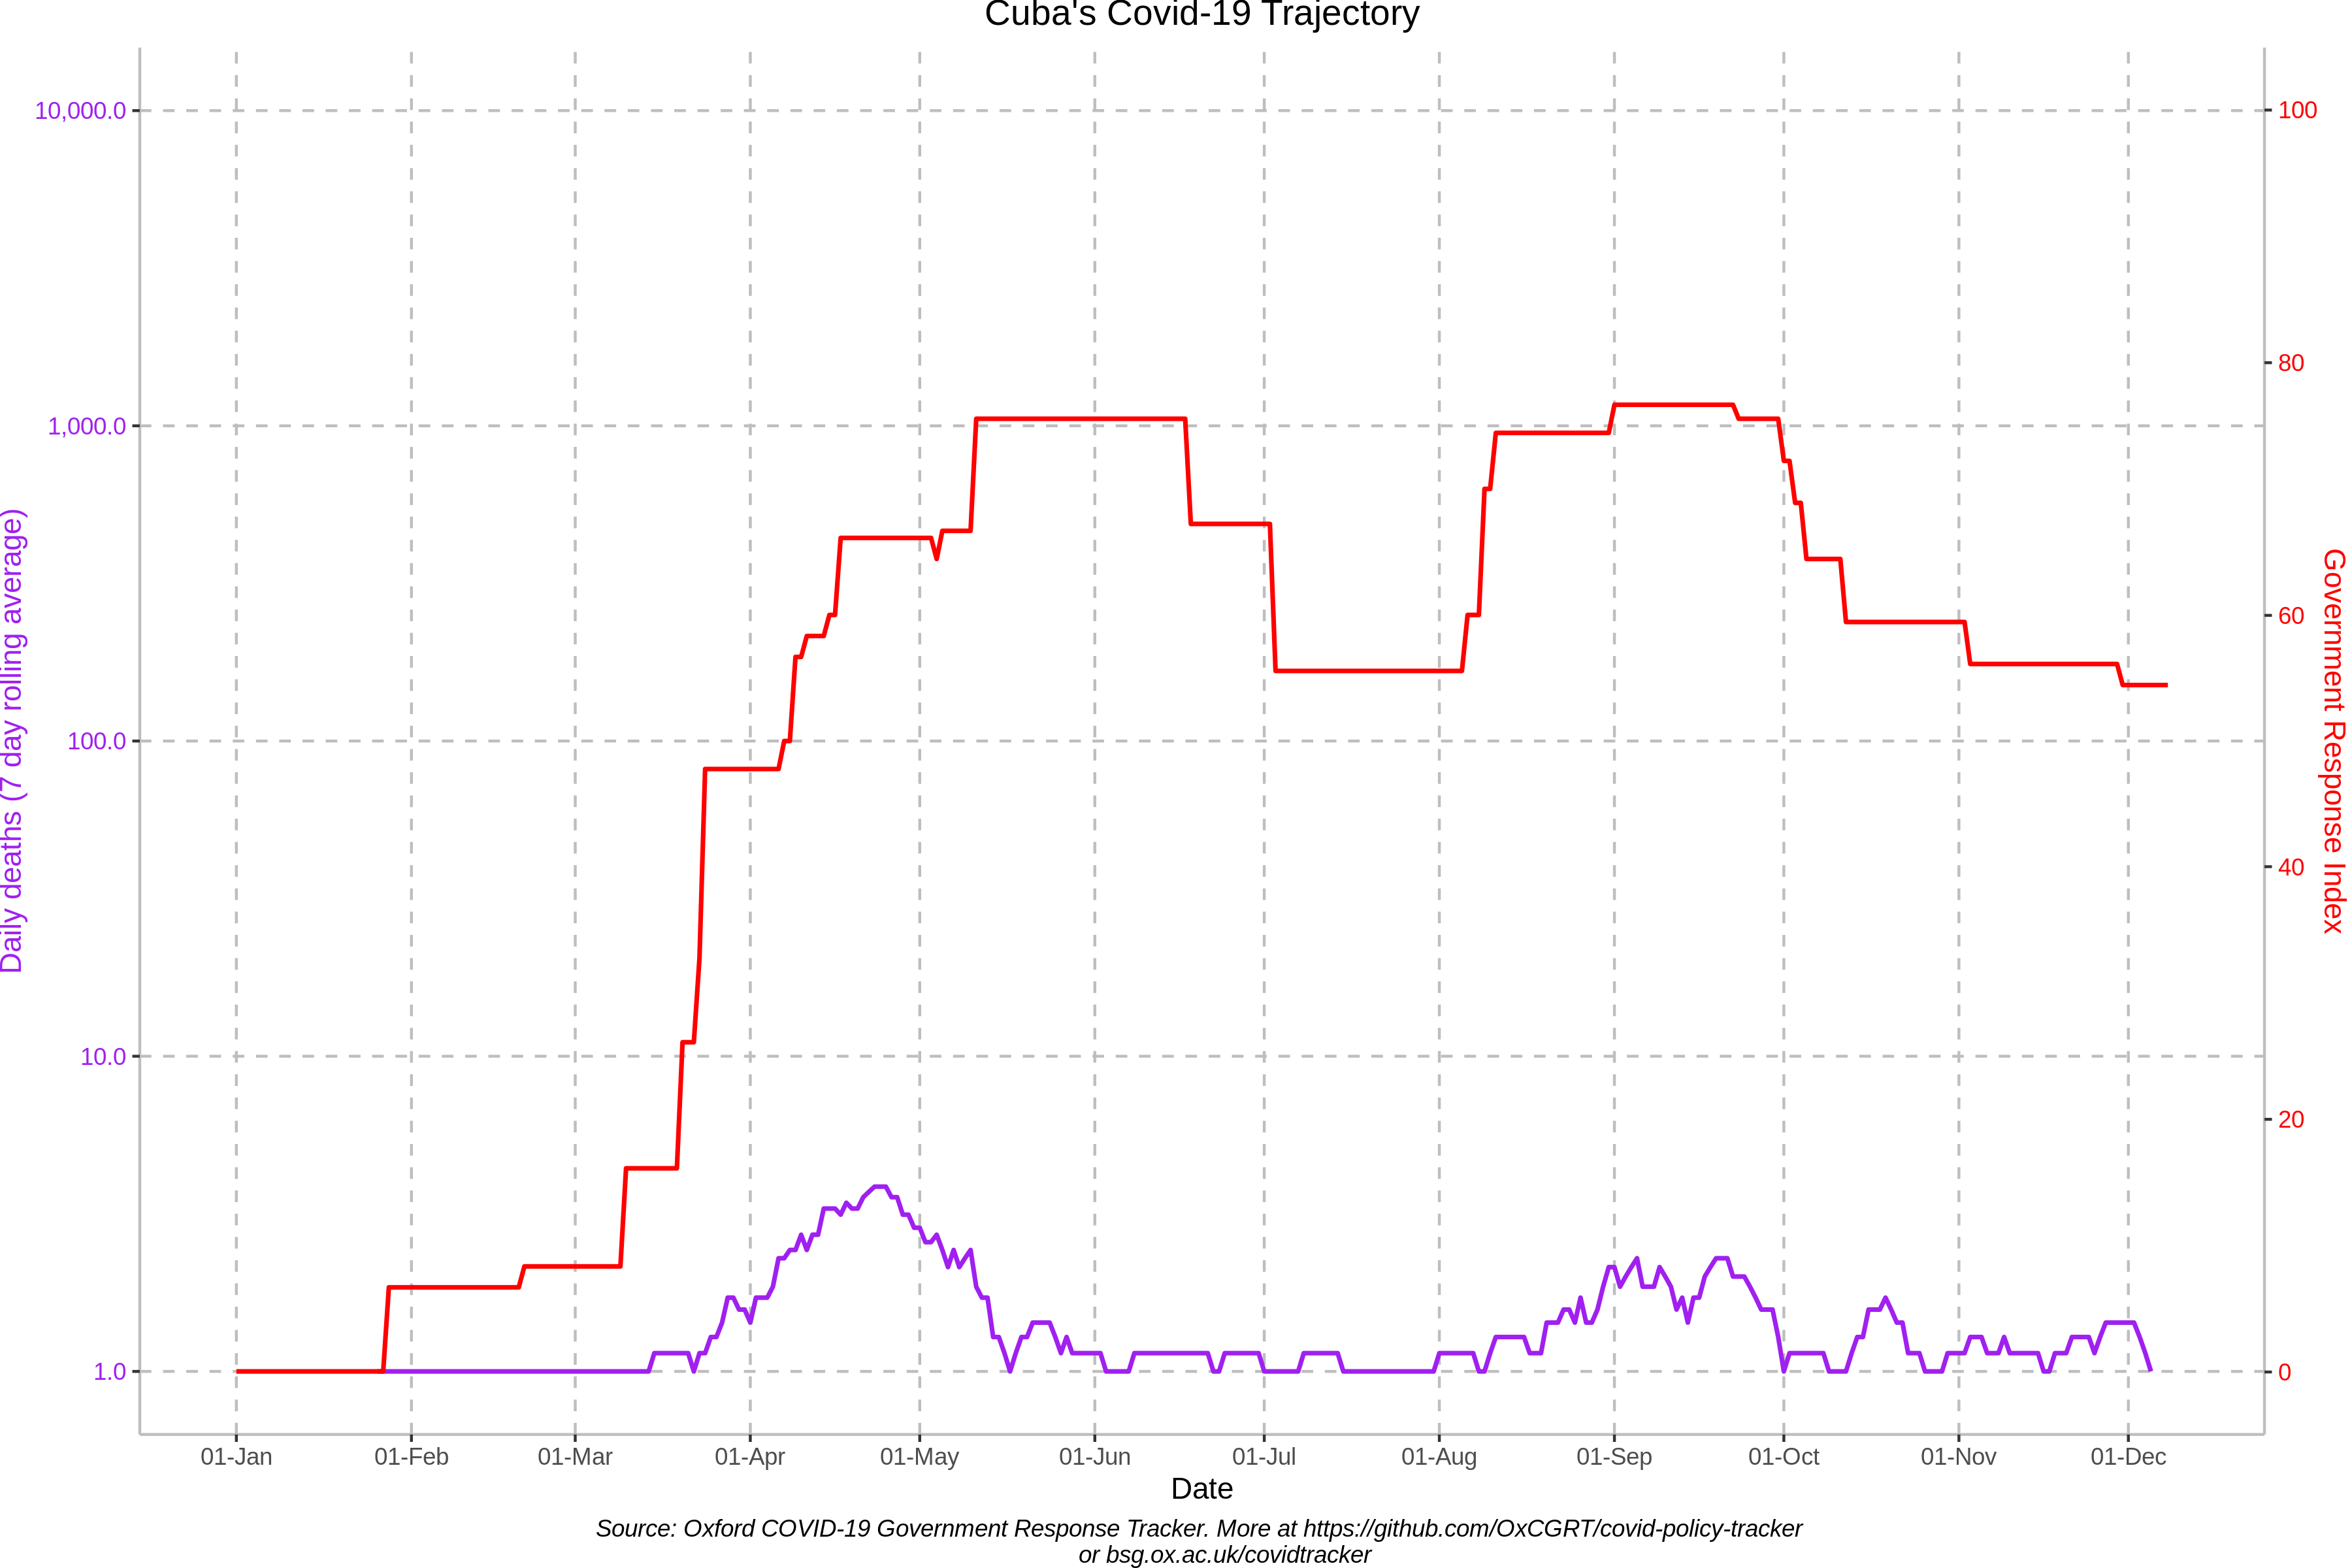 Cuba's Covid-19 Trajectory
10,000.0
1,000.0
100.0
10.0
1.0
Daily deaths (7 day rolling average)
100
80
60
40
20
0
Government Response Index
01-Jan 01-Feb 01-Mar 01-Apr 01-May 01-Jun 01-Jul 01-Aug 01-Sep 01-Oct 01-Nov 01-Dec
Date
Source: Oxford COVID-19 Government Response Tracker. More at https://github.com/OxCGRT/covid-policy-tracker
or bsg.ox.ac.uk/covidtracker